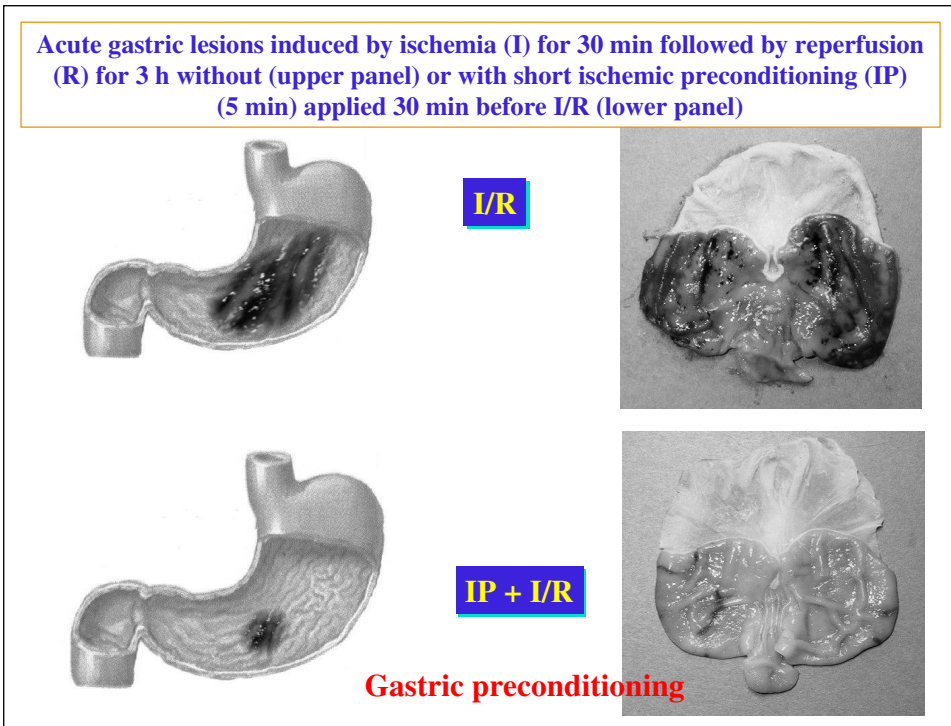 Acute gastric lesions induced by ischemia (I) for 30 min followed by reperfusion
(R) for 3 h without (upper panel) or with short ischemic preconditioning (IP)
(5 min) applied 30 min before I/R (lower panel)
I/R
IP + I/R
Gastric preconditioning